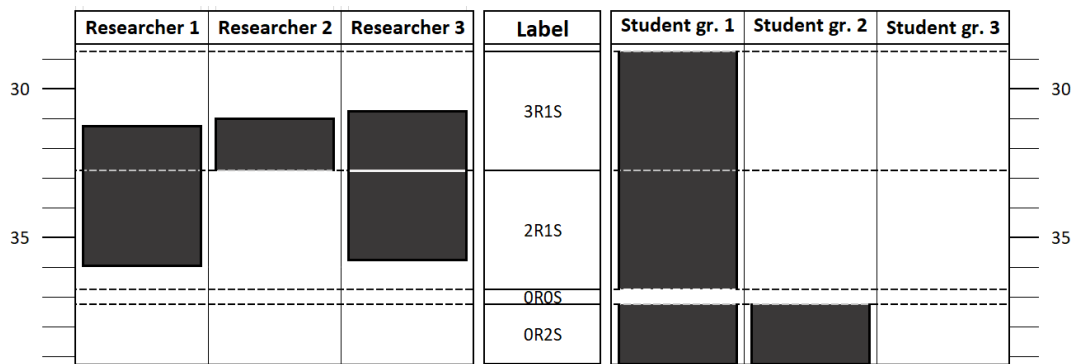 Researcher 1 Researcher 2 Researcher 3 Label Student gr. 1 Student gr. 2 Student gr. 3
30 3R1S 30
35 2R1S 35
0R0S
0R2S